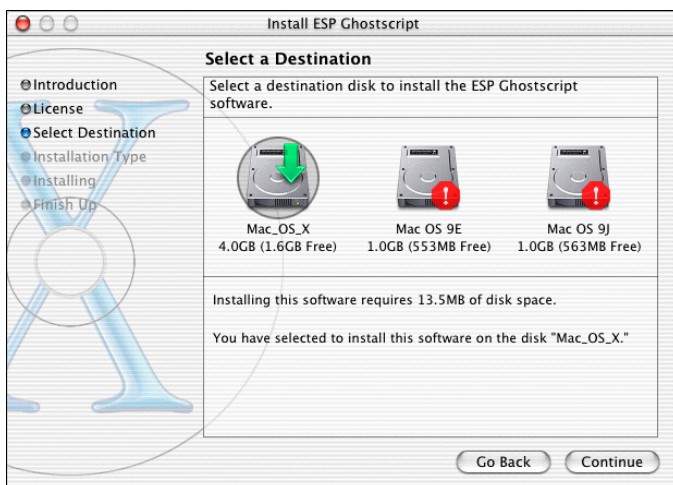 Install ESP Ghostscript
Select a Destination
Introduction
License
Select Destination
Installation Type
Installing
Finish Up
Select a destination disk to install the ESP Ghostscript
software.
Mac_OS_X
4.0GB (1.6GB Free)
Mac OS 9E
1.0GB (553MB Free)
Mac OS 9J
1.0GB (563MB Free)
Installing this software requires 13.5MB of disk space.
You have selected to install this software on the disk "Mac_OS_X."
Go Back
Continue